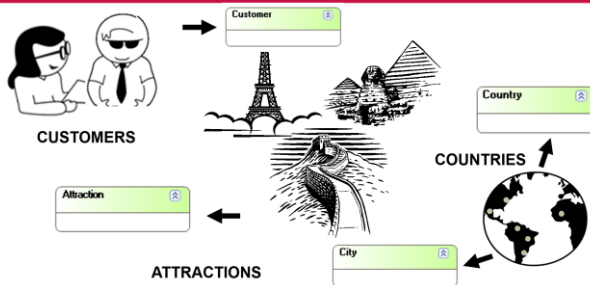 Customer
Country
CUSTOMERS
COUNTRIES
Attraction
City
ATTRACTIONS